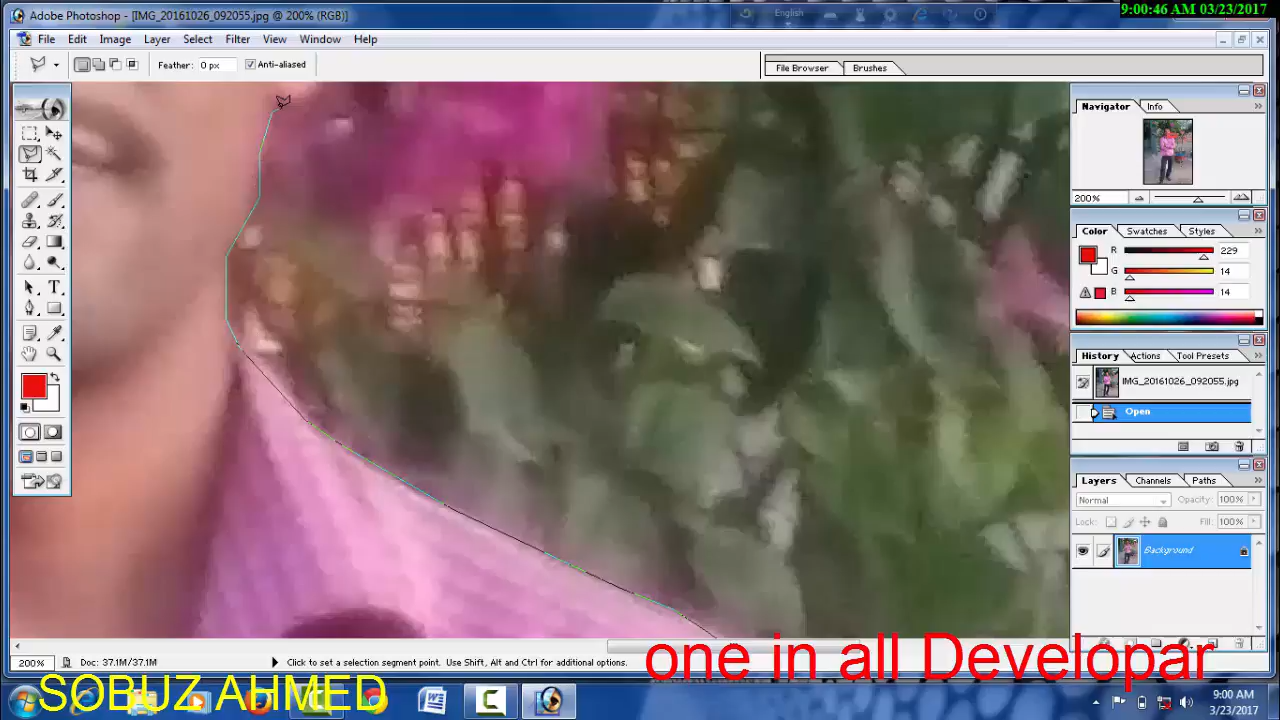 Adobe Photoshop - [IMG_20161026_092055.jpg @ 200% (RGB)]
English
9:00:46 AM 03/23/2017
File Edit Image Layer Select Filter View Window Help
Feather: 0 px Anti-aliased
File Browser Brushes
Navigator Info
200%
Color Swatches Styles
R 229
G 14
B 14
History Actions Tool Presets
IMG_20161026_092055.jpg
Open
Layers Channels Paths
Normal Opacity: 100%
Lock: Fill: 100%
Background
200% Doc: 37.1M/37.1M Click to set a selection segment point. Use Shift, Alt and Ctrl for additional options.
one in all Developar
SOBUZ AHMED
9:00 AM
3/23/2017